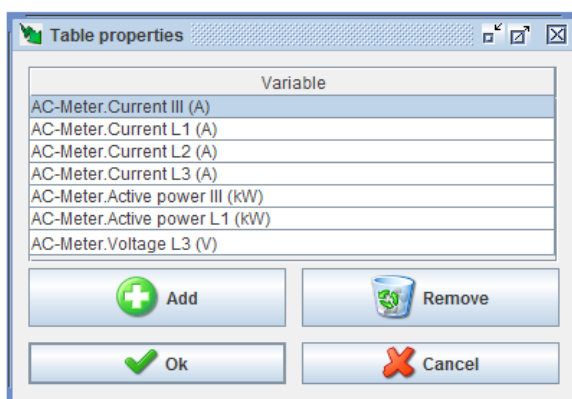 Table properties
Variable
AC-Meter.Current III (A)
AC-Meter.Current L1 (A)
AC-Meter.Current L2 (A)
AC-Meter.Current L3 (A)
AC-Meter.Active power III (kW)
AC-Meter.Active power L1 (kW)
AC-Meter.Voltage L3 (V)
Add Remove
Ok Cancel